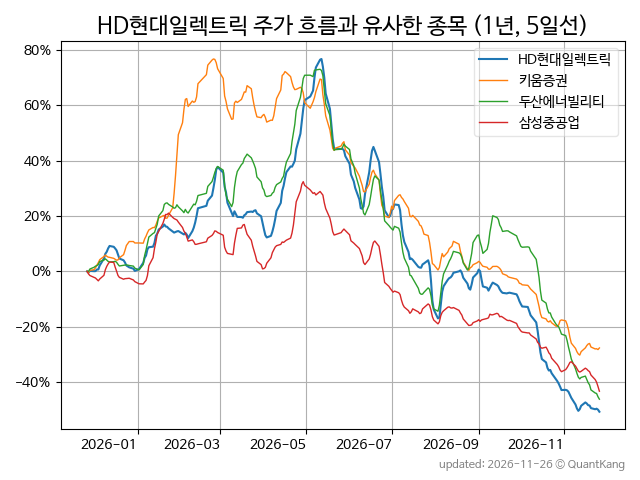 HD현대일렉트릭 주가 흐름과 유사한 종목 (1년, 5일선)
HD현대일렉트릭
키움증권
두산에너빌리티
삼성중공업
80%
60%
40%
20%
0%
−20%
−40%
2026-01
2026-03
2026-05
2026-07
2026-09
2026-11
updated: 2026-11-26 ⓒ QuantKang